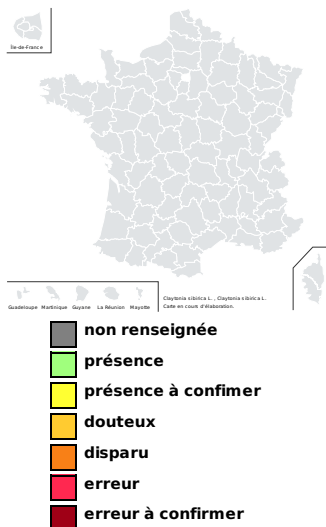 Île-de-France
Guadeloupe Martinique Guyane La Réunion Mayotte
Claytonia sibirica L. , Claytonia sibirica L.
Carte en cours d'élaboration.
non renseignée
présence
présence à confimer
douteux
disparu
erreur
erreur à confirmer